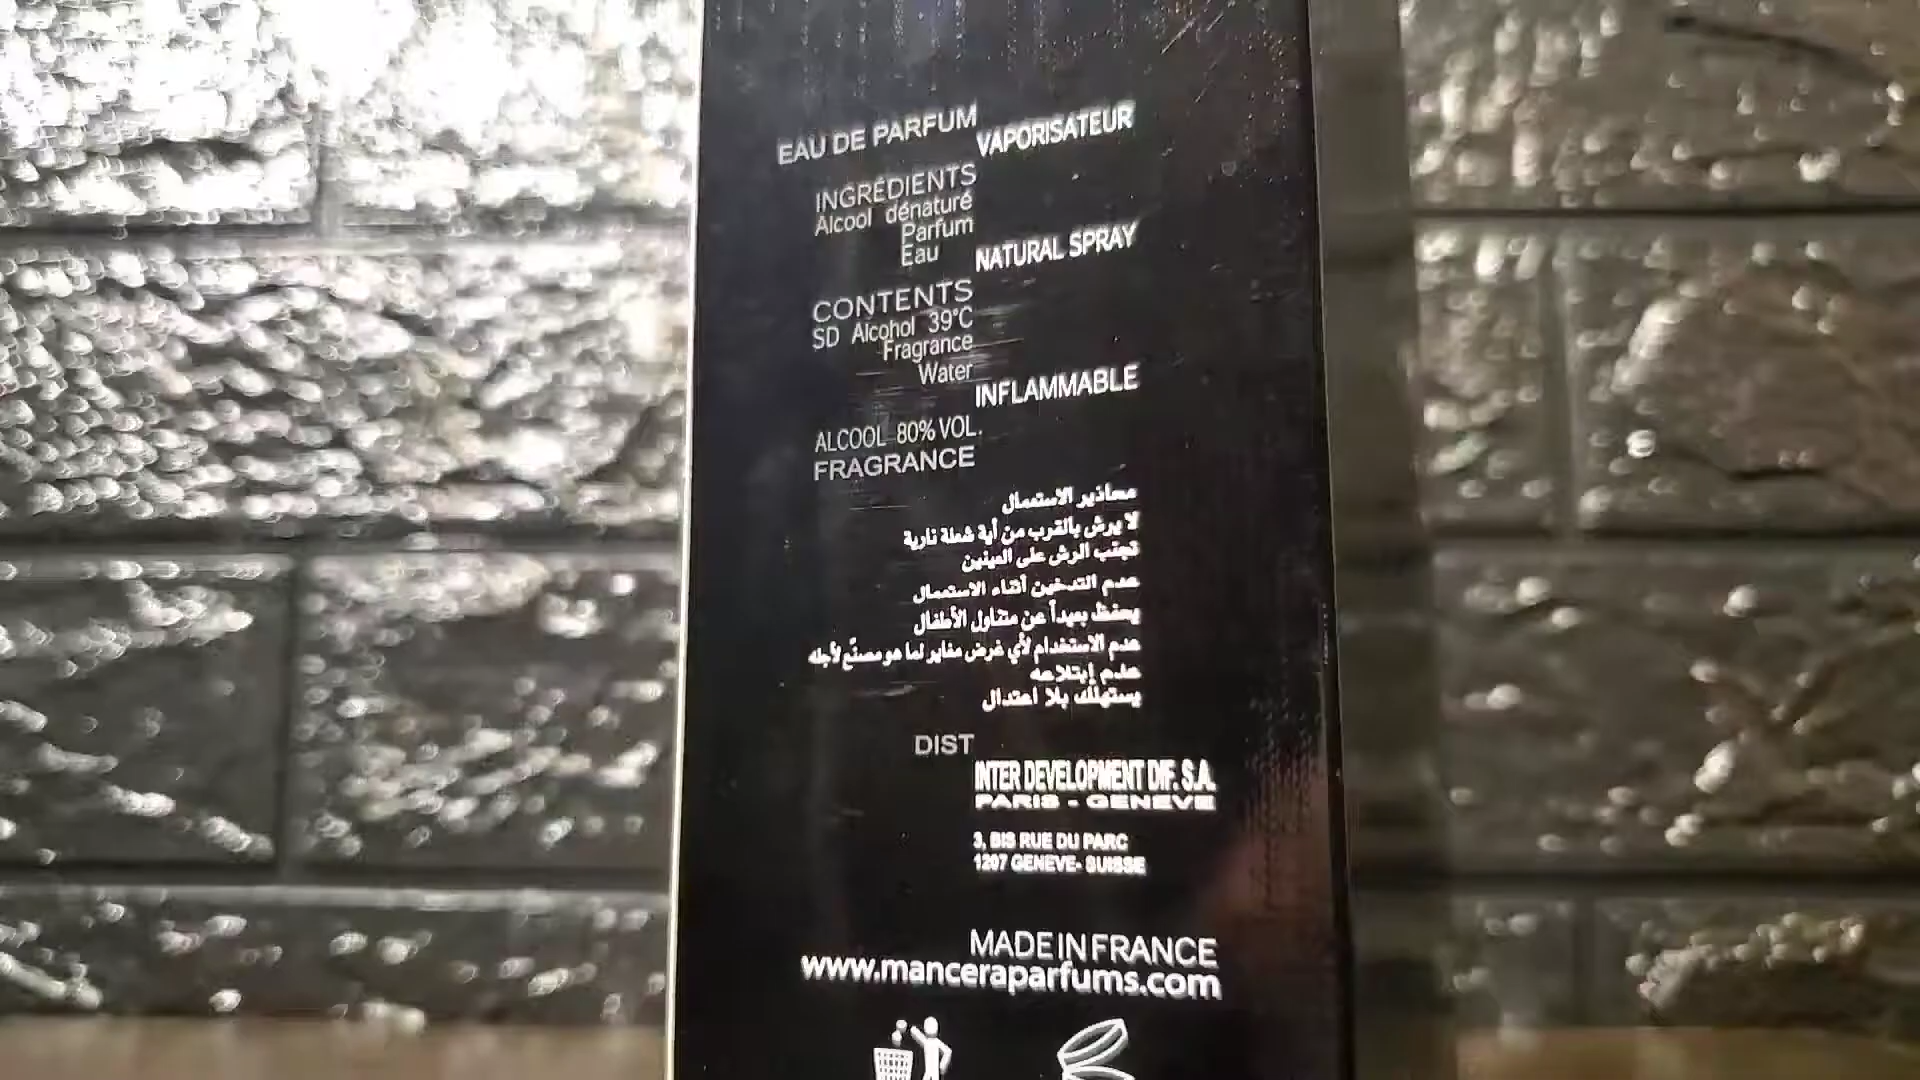 EAU DE PARFUM
VAPORISATEUR
INGRÉDIENTS
Alcool dénaturé
Parfum
Eau
NATURAL SPRAY
CONTENTS
SD Alcohol 39°C
Fragrance
Water
INFLAMMABLE
ALCOOL 80% VOL.
FRAGRANCE
محاذير الاستعمال
لا يرش بالقرب من أية شعلة نارية
تجنب الرش على العينين
عدم التدخين أثناء الاستعمال
يحفظ بعيداً عن متناول الأطفال
عدم الاستخدام لأي غرض مغاير لما هو مصنّع لأجله
عدم إبتلاعه
يستهلك بلا اعتدال
DIST
INTER DEVELOPMENT DIF. S.A.
PARIS - GENEVE
3, BIS RUE DU PARC
1207 GENEVE- SUISSE
MADE IN FRANCE
www.manceraparfums.com